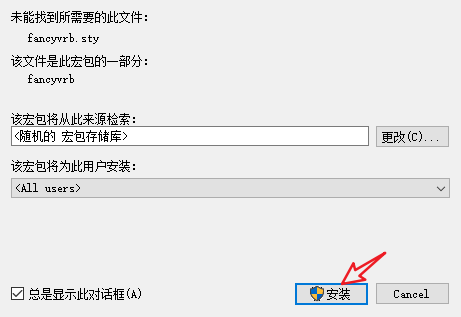 未能找到所需要的此文件:
fancyvrb.sty
该文件是此宏包的一部分:
fancyvrb
该宏包将从此来源检索:
<随机的 宏包存储库>
更改(C)...
该宏包将为此用户安装:
<All users>
总是显示此对话框(A)
安装
Cancel